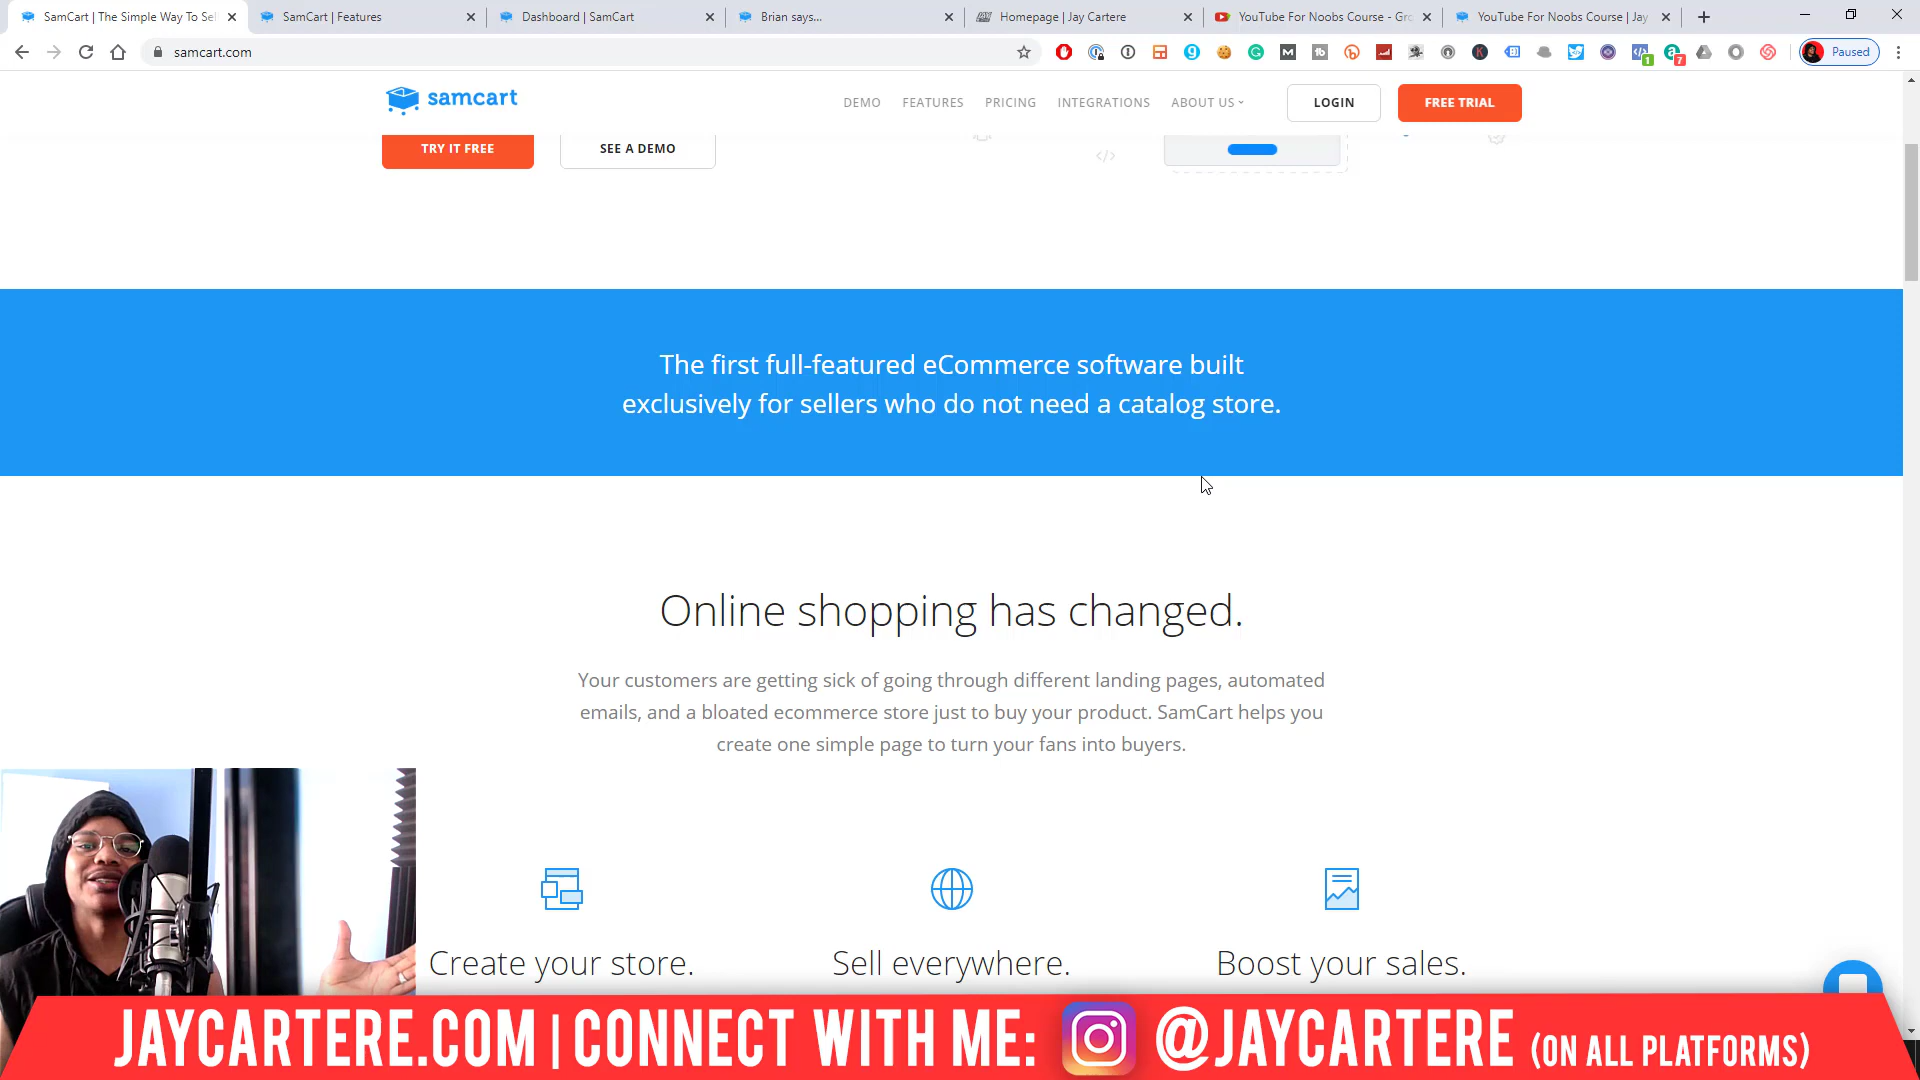 SamCart | The Simple Way To Sel
SamCart | Features
Dashboard | SamCart
Brian says...
Homepage | Jay Cartere
YouTube For Noobs Course - Gro
YouTube For Noobs Course | Jay
samcart.com
1
7
Paused
samcart
DEMO
FEATURES
PRICING
INTEGRATIONS
ABOUT US
LOGIN
FREE TRIAL
TRY IT FREE
SEE A DEMO
</>
The first full-featured eCommerce software built
exclusively for sellers who do not need a catalog store.
Online shopping has changed.
Your customers are getting sick of going through different landing pages, automated
emails, and a bloated ecommerce store just to buy your product. SamCart helps you
create one simple page to turn your fans into buyers.
Create your store.
Sell everywhere.
Boost your sales.
JAYCARTERE.COM | CONNECT WITH ME: @JAYCARTERE (ON ALL PLATFORMS)